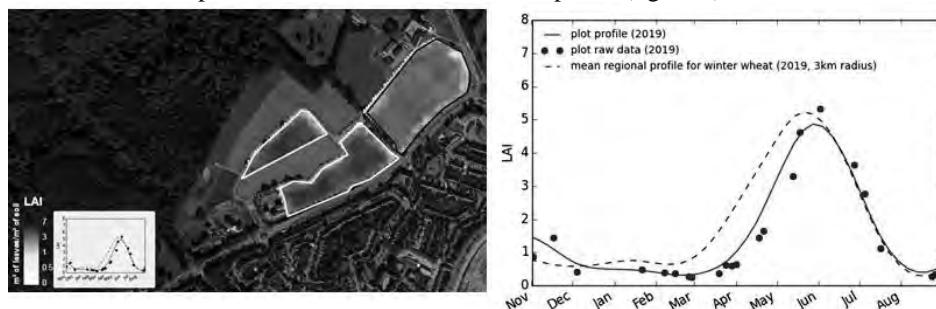 LAI
m² of leaves/m² of soil
7
3
1
0.5
0
LAI
8
7
6
5
4
3
2
1
0
plot profile (2019)
plot raw data (2019)
mean regional profile for winter wheat (2019, 3km radius)
Nov
Dec
Jan
Feb
Mar
Apr
May
Jun
Jul
Aug